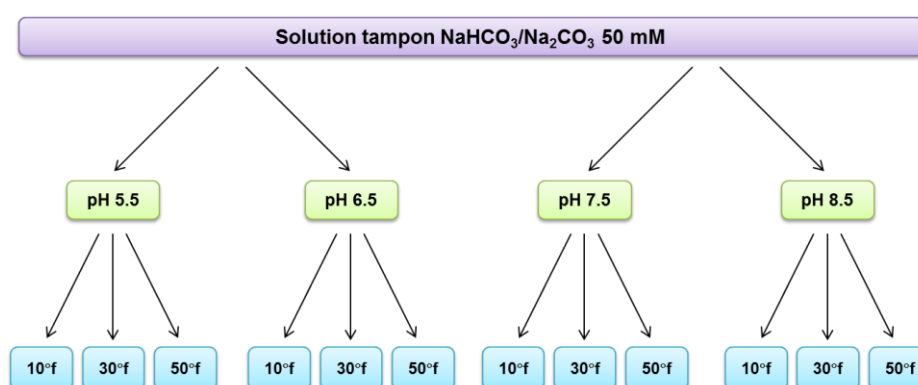 Solution tampon NaHCO₃/Na₂CO₃ 50 mM
pH 5.5 pH 6.5 pH 7.5 pH 8.5
10°f 30°f 50°f 10°f 30°f 50°f 10°f 30°f 50°f 10°f 30°f 50°f